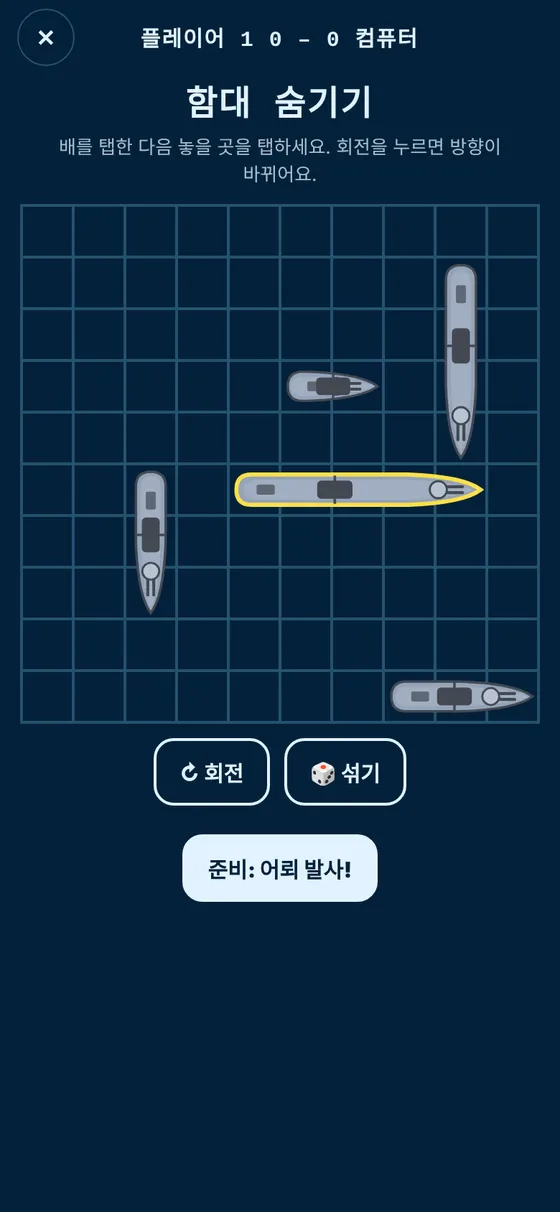 ✕
플레이어 1 0 – 0 컴퓨터
함대 숨기기
배를 탭한 다음 놓을 곳을 탭하세요. 회전을 누르면 방향이
바뀌어요.
↻ 회전
🎲 섞기
준비: 어뢰 발사!